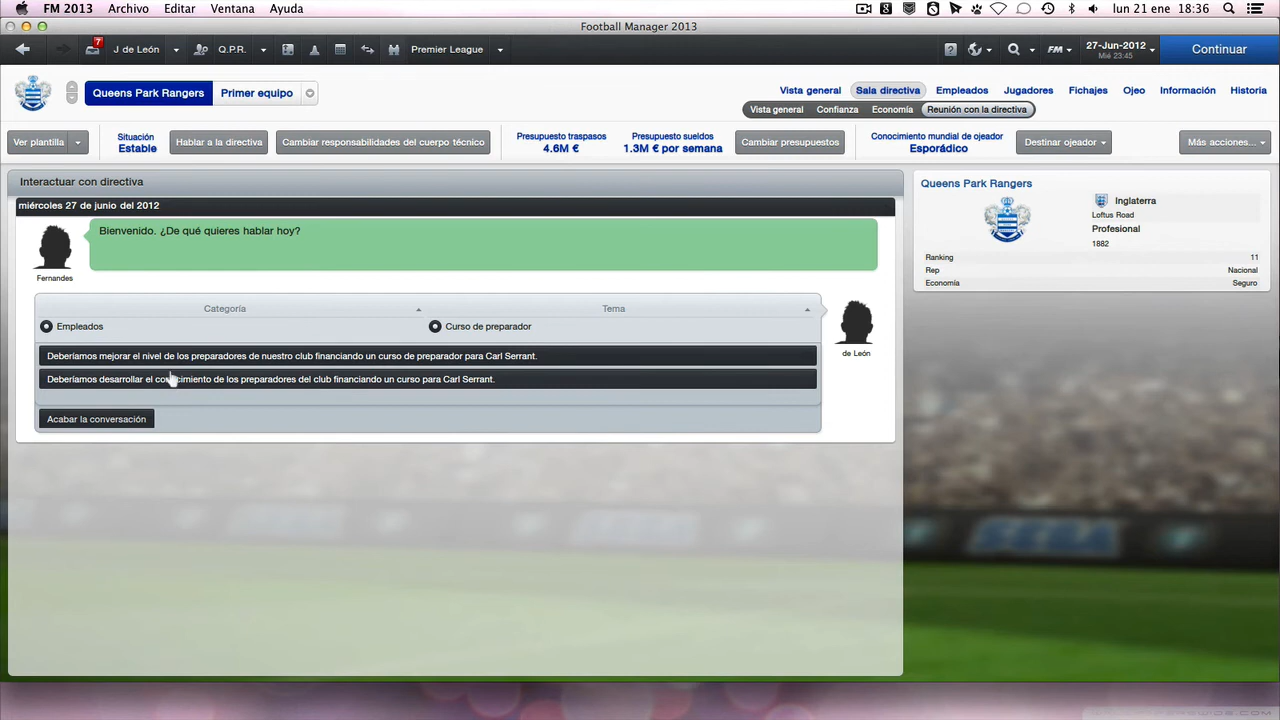 FM 2013 Archivo Editar Ventana Ayuda lun 21 ene 18:36
Football Manager 2013
7 J de León Q.P.R. Premier League ? FM 27-Jun-2012 Continuar
Mié 23:45
Queens Park Rangers Primer equipo Vista general Sala directiva Empleados Jugadores Fichajes Ojeo Información Historia
Vista general Confianza Economía Reunión con la directiva
Ver plantilla Situación Hablar a la directiva Cambiar responsabilidades del cuerpo técnico Presupuesto traspasos Presupuesto sueldos Cambiar presupuestos Conocimiento mundial de ojeador Destinar ojeador Más acciones...
Estable 4.6M € 1.3M € por semana Esporádico
Interactuar con directiva
miércoles 27 de junio del 2012
Bienvenido. ¿De qué quieres hablar hoy?
Fernandes
Categoría Tema
Empleados Curso de preparador
de León
Deberíamos mejorar el nivel de los preparadores de nuestro club financiando un curso de preparador para Carl Serrant.
Deberíamos desarrollar el conocimiento de los preparadores del club financiando un curso para Carl Serrant.
Acabar la conversación
Queens Park Rangers
Inglaterra
Loftus Road
Profesional
1882
Ranking 11
Rep Nacional
Economía Seguro
SEGA